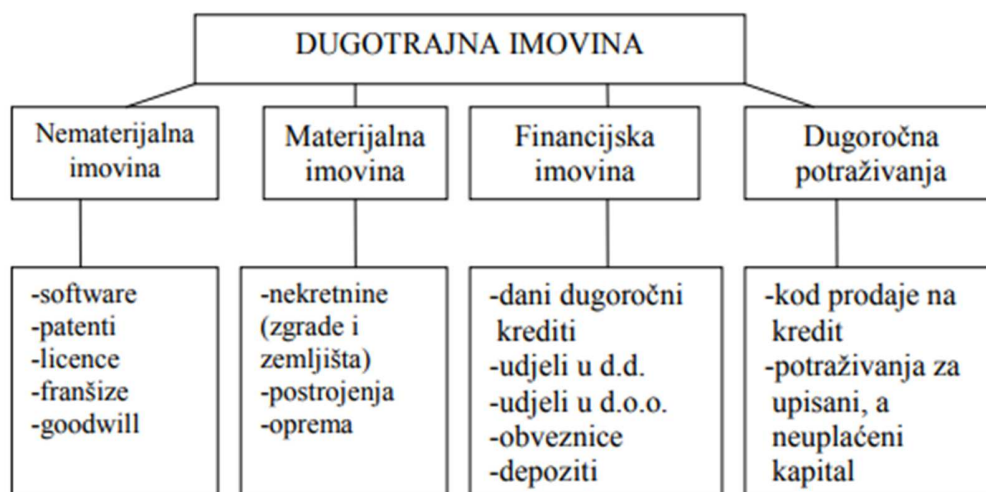 DUGOTRAJNA IMOVINA
Nematerijalna
imovina
Materijalna
imovina
Financijska
imovina
Dugoročna
potraživanja
-software
-patenti
-licence
-franšize
-goodwill
-nekretnine
(zgrade i
zemljišta)
-postrojenja
-oprema
-dani dugoročni
krediti
-udjeli u d.d.
-udjeli u d.o.o.
-obveznice
-depoziti
-kod prodaje na
kredit
-potraživanja za
upisani, a
neuplaćeni
kapital